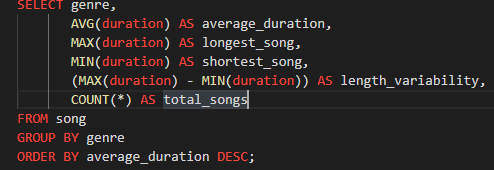 SELECT genre,
       AVG(duration) AS average_duration,
       MAX(duration) AS longest_song,
       MIN(duration) AS shortest_song,
       (MAX(duration) - MIN(duration)) AS length_variability,
       COUNT(*) AS total_songs
FROM song
GROUP BY genre
ORDER BY average_duration DESC;